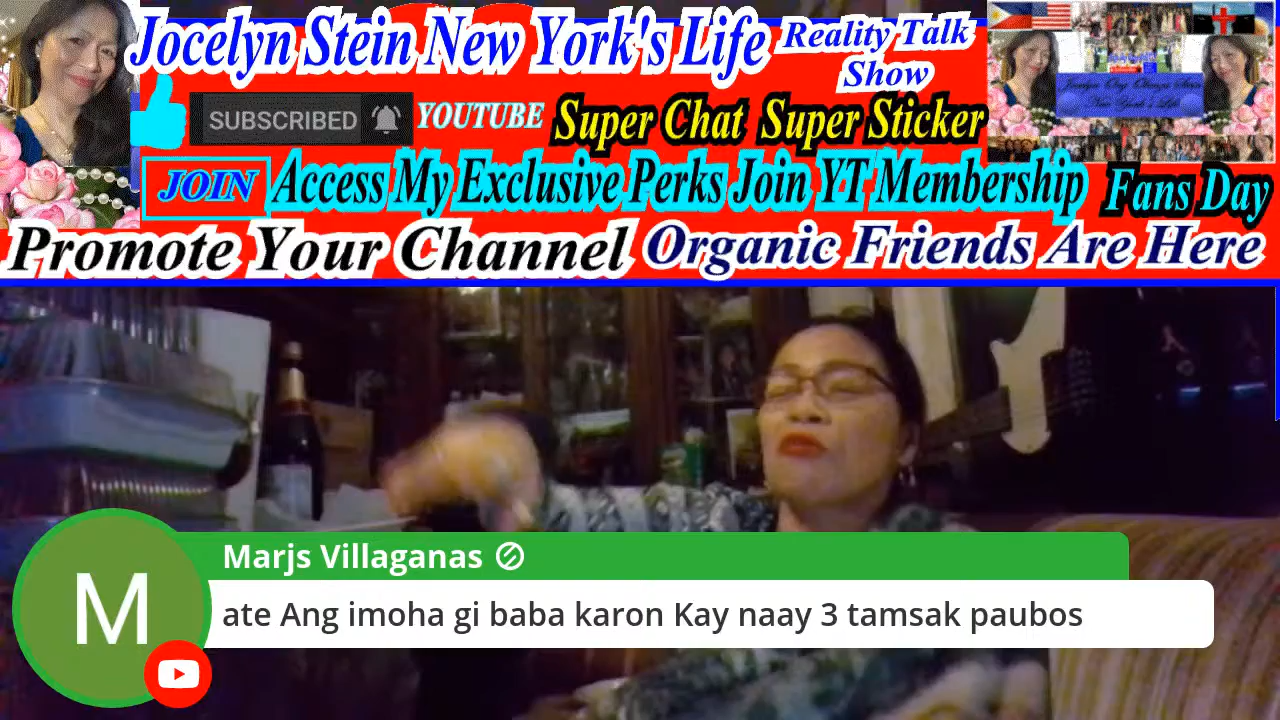 Jocelyn Stein New York's Life
Reality Talk
Show
SUBSCRIBED
YOUTUBE
Super Chat Super Sticker
JOIN
Access My Exclusive Perks Join YT Membership
Fans Day
Promote Your Channel
Organic Friends Are Here
Marjs Villaganas
M
ate Ang imoha gi baba karon Kay naay 3 tamsak paubos